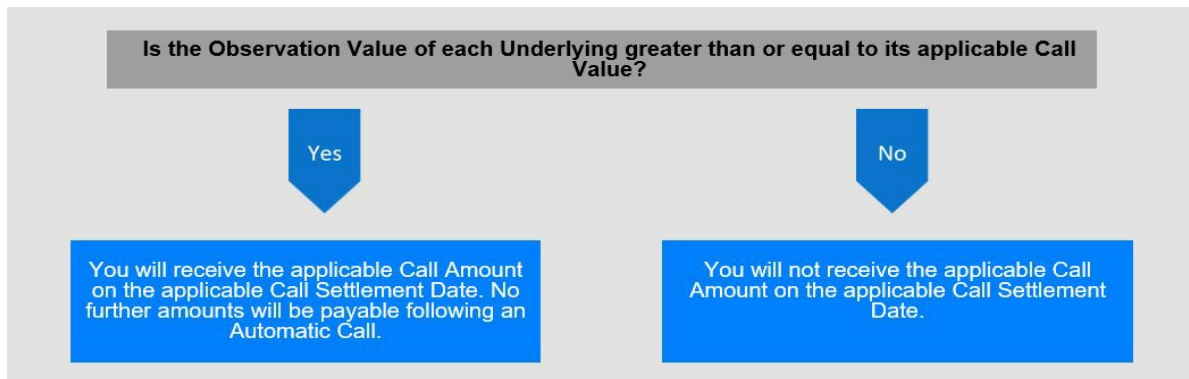 Is the Observation Value of each Underlying greater than or equal to its applicable Call
Value?
Yes
No
You will receive the applicable Call Amount
on the applicable Call Settlement Date. No
further amounts will be payable following an
Automatic Call.
You will not receive the applicable Call
Amount on the applicable Call Settlement
Date.